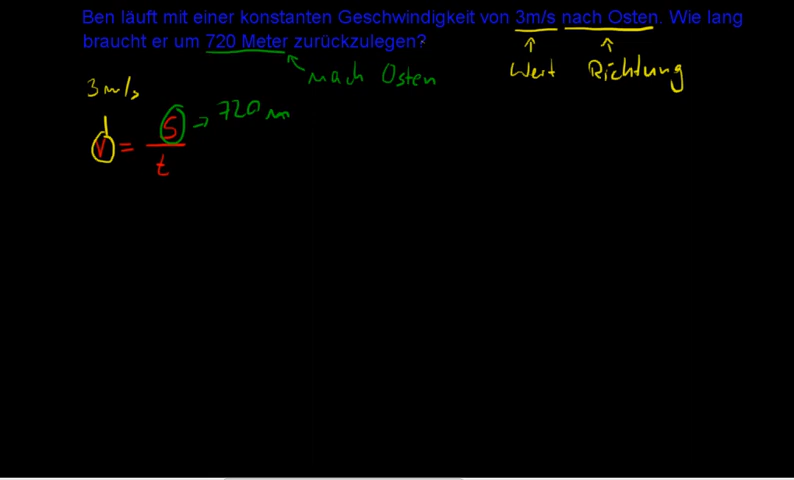 Ben läuft mit einer konstanten Geschwindigkeit von 3m/s nach Osten. Wie lang
braucht er um 720 Meter zurückzulegen?
nach Osten
Wert Richtung
3m/s
V = S → 720 m
t